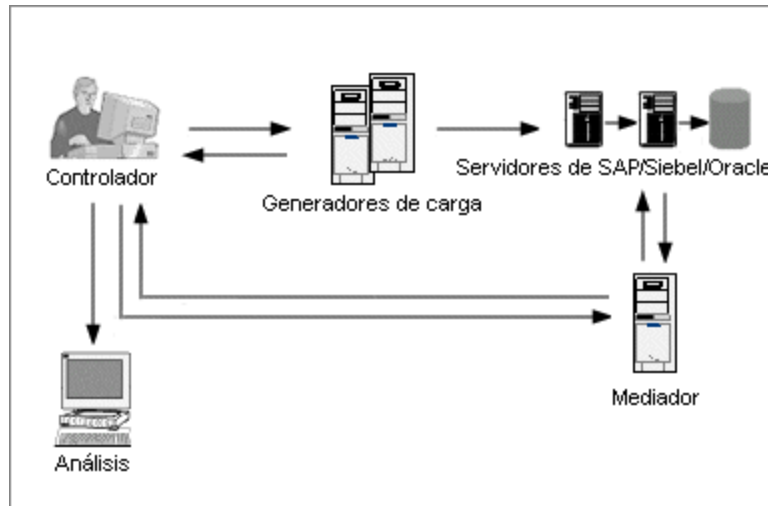 Controlador
Generadores de carga
Servidores de SAP/Siebel/Oracle
Mediador
Análisis